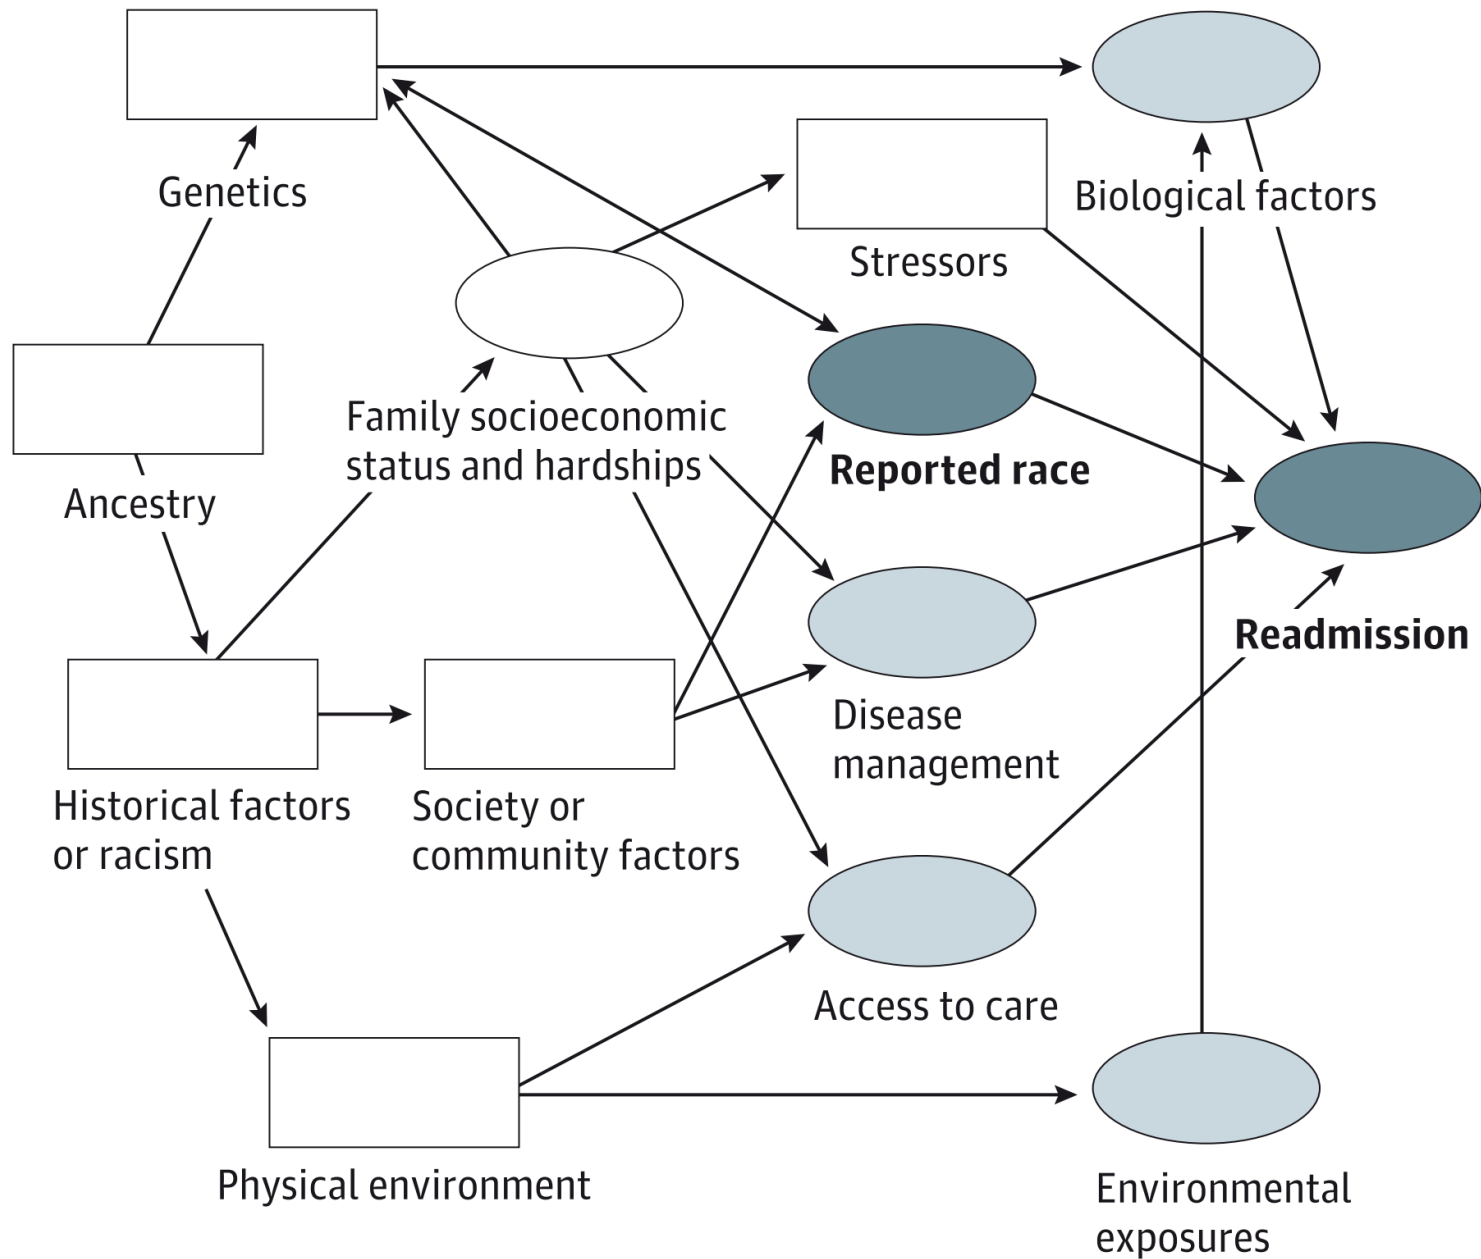 Genetics
Biological factors
Stressors
Family socioeconomic
status and hardships
Reported race
Ancestry
Readmission
Disease
management
Historical factors
or racism
Society or
community factors
Access to care
Physical environment
Environmental
exposures